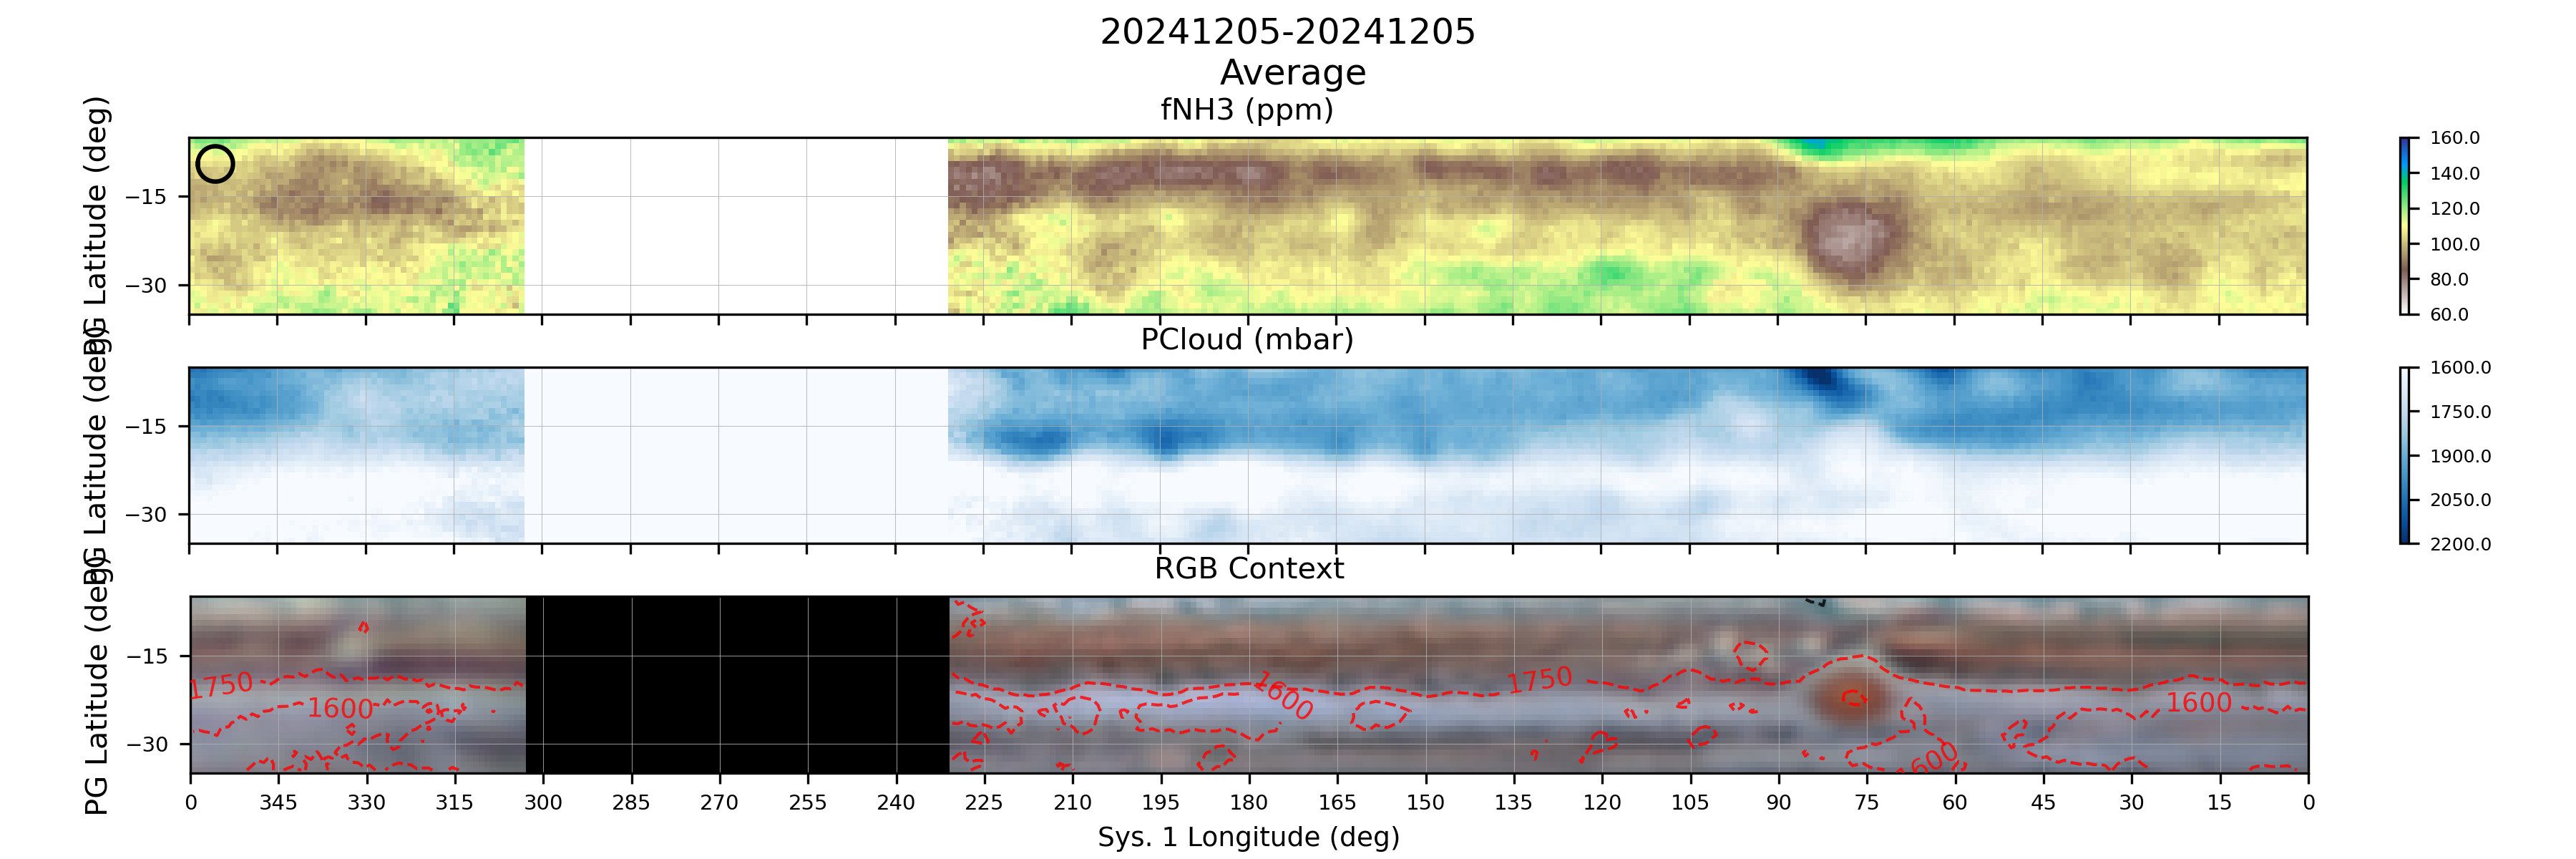 20241205-20241205
Average
fNH3 (ppm)
PG Latitude (deg)
−15
−30
160.0
140.0
120.0
100.0
80.0
60.0
PCloud (mbar)
PG Latitude (deg)
−15
−30
1600.0
1750.0
1900.0
2050.0
2200.0
RGB Context
PG Latitude (deg)
−15
−30
1750
1600
1600
1750
1600
600
0 345 330 315 300 285 270 255 240 225 210 195 180 165 150 135 120 105 90 75 60 45 30 15 0
Sys. 1 Longitude (deg)